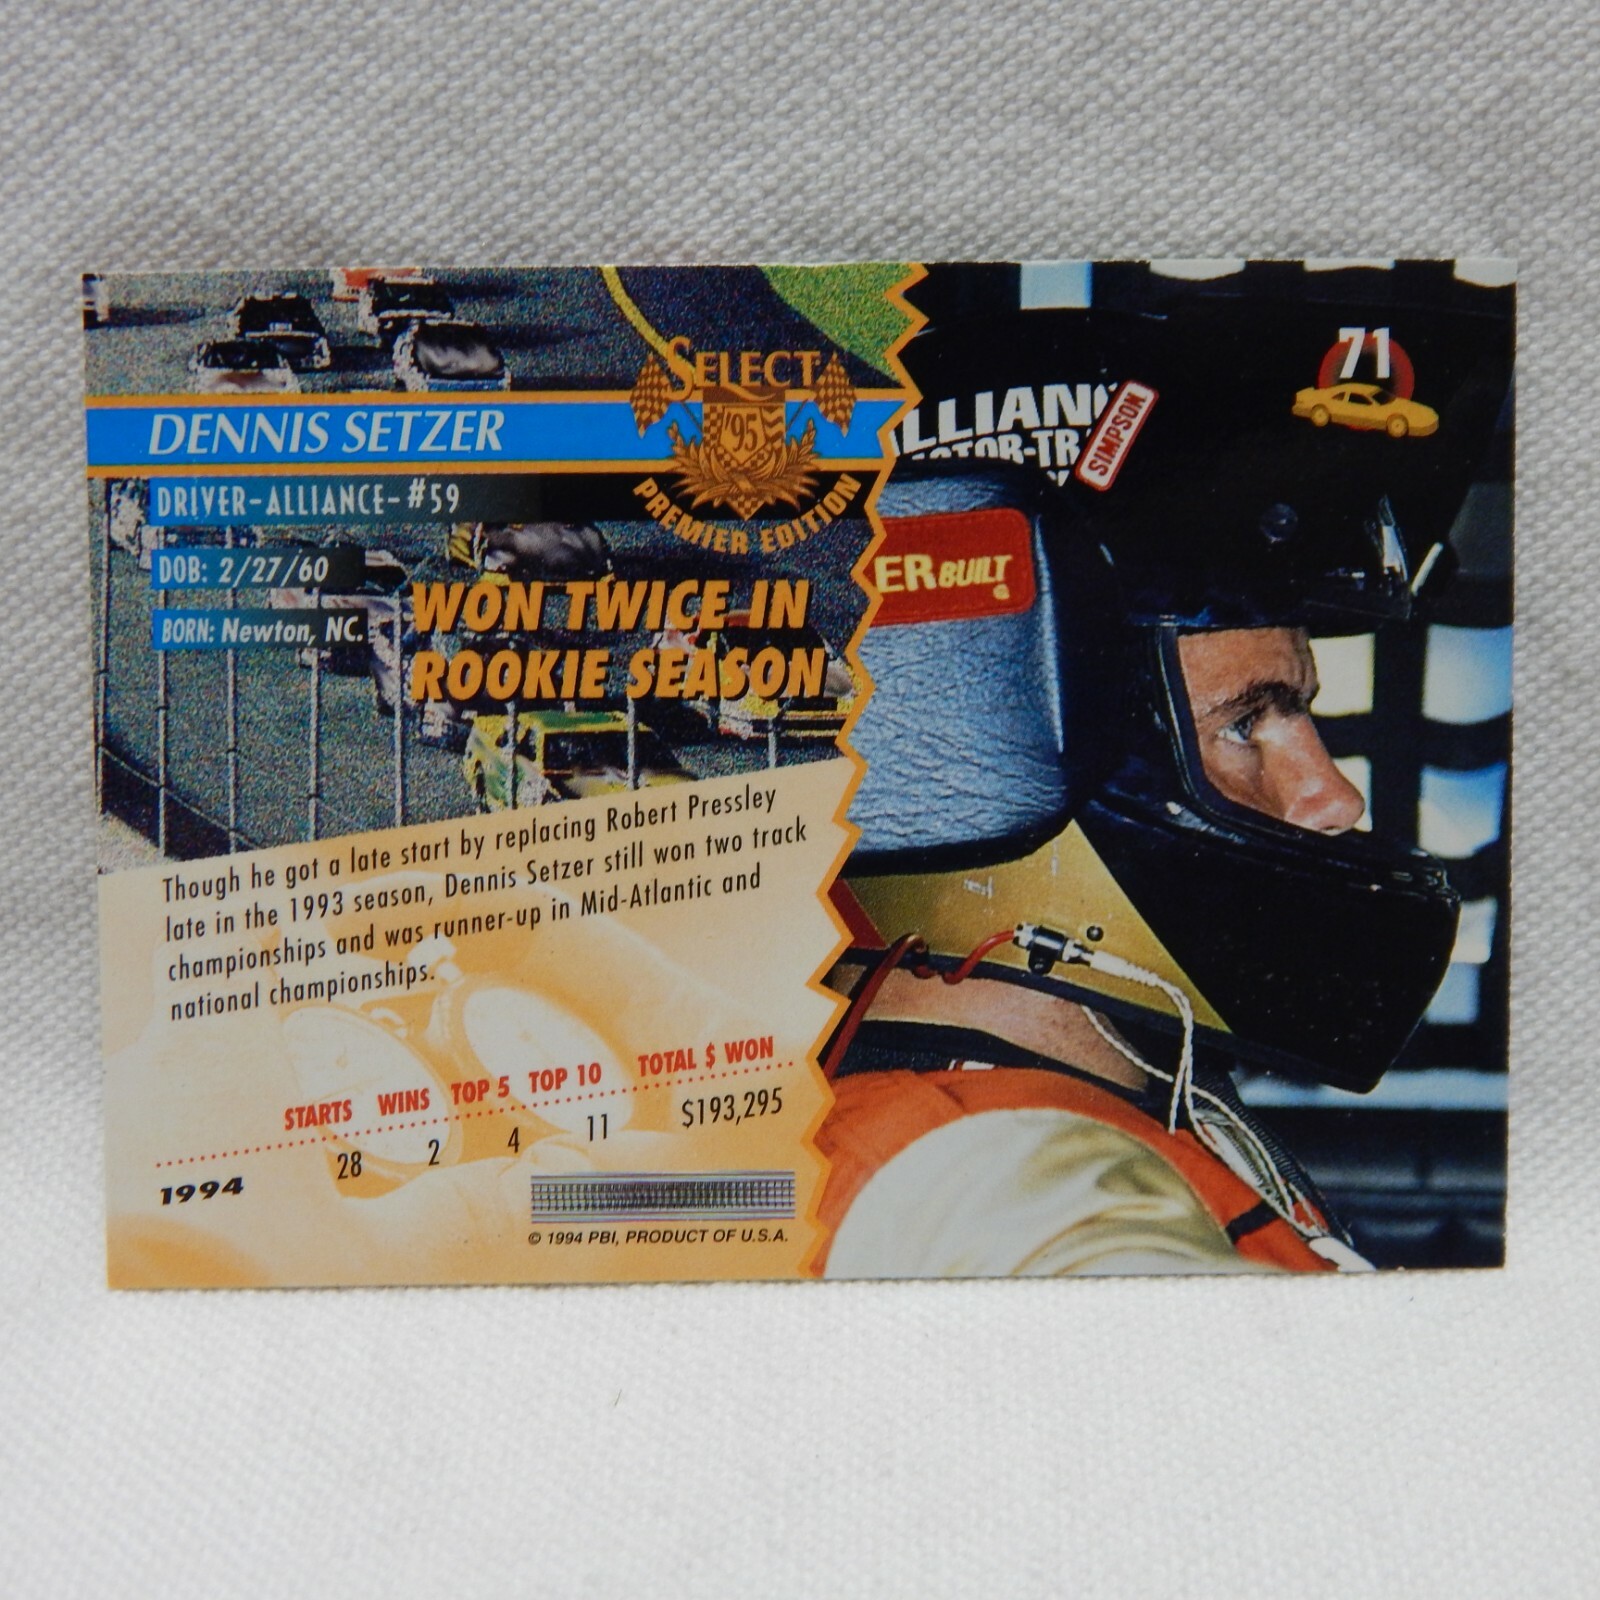 SELECT
'95
PREMIER EDITION
DENNIS SETZER
DRIVER-ALLIANCE-#59
DOB: 2/27/60
BORN: Newton, NC.
WON TWICE IN
ROOKIE SEASON
Though he got a late start by replacing Robert Pressley
late in the 1993 season, Dennis Setzer still won two track
championships and was runner-up in Mid-Atlantic and
national championships.
STARTS WINS TOP 5 TOP 10 TOTAL $ WON
1994 28 2 4 11 $193,295
© 1994 PBI, PRODUCT OF U.S.A.
71
LLIANC
CTOR-TR
SIMPSON
ERBUILT